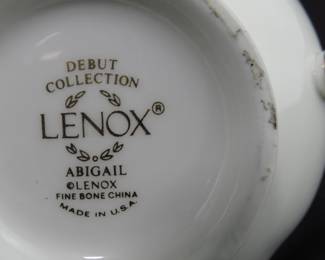 DEBUT
COLLECTION
LENOX®
ABIGAIL
©LENOX
FINE BONE CHINA
MADE IN U.S.A.